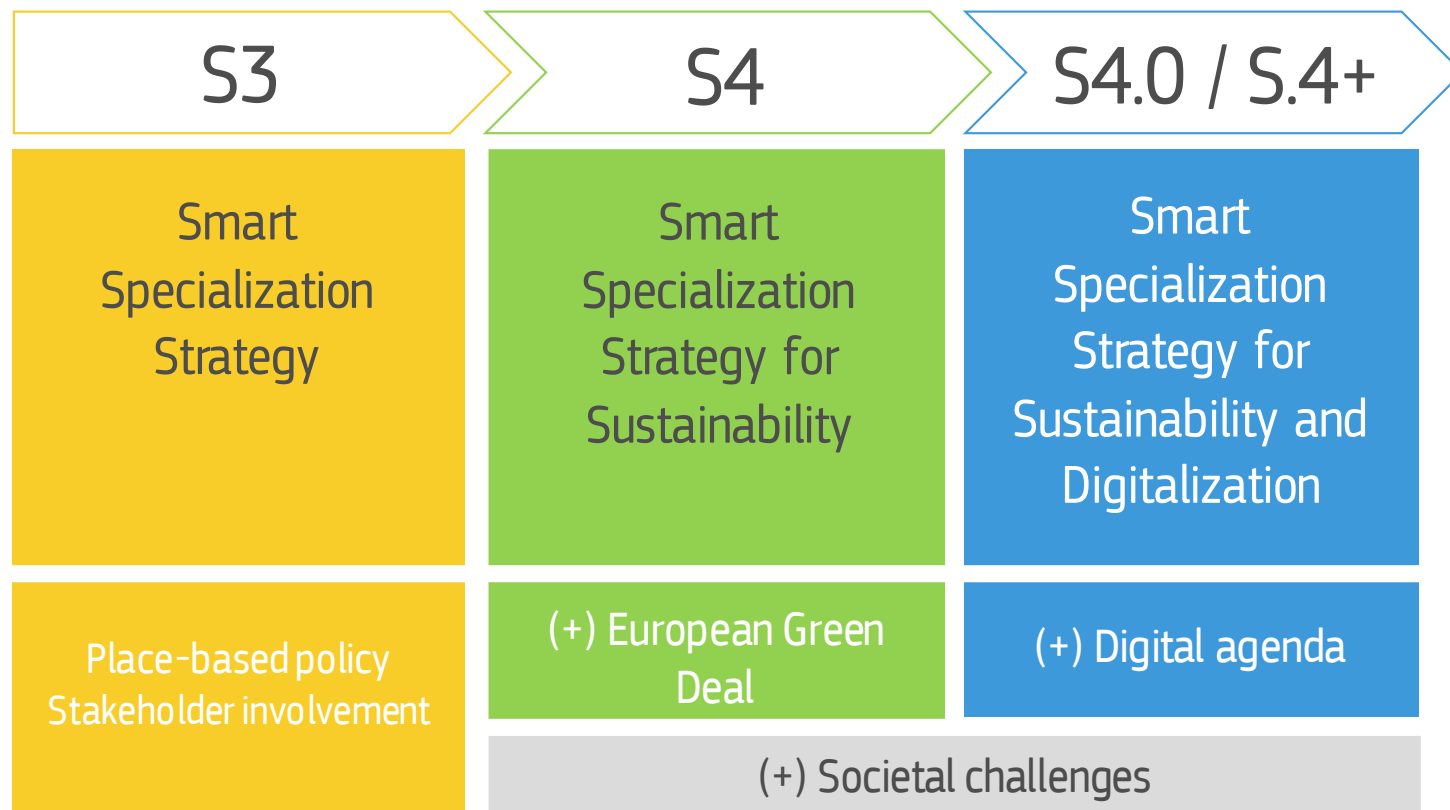 S3
S4
S4.0 / S.4+
Smart
Specialization
Strategy
Smart
Specialization
Strategy for
Sustainability
Smart
Specialization
Strategy for
Sustainability and
Digitalization
Place-based policy
Stakeholder involvement
(+) European Green
Deal
(+) Digital agenda
(+) Societal challenges